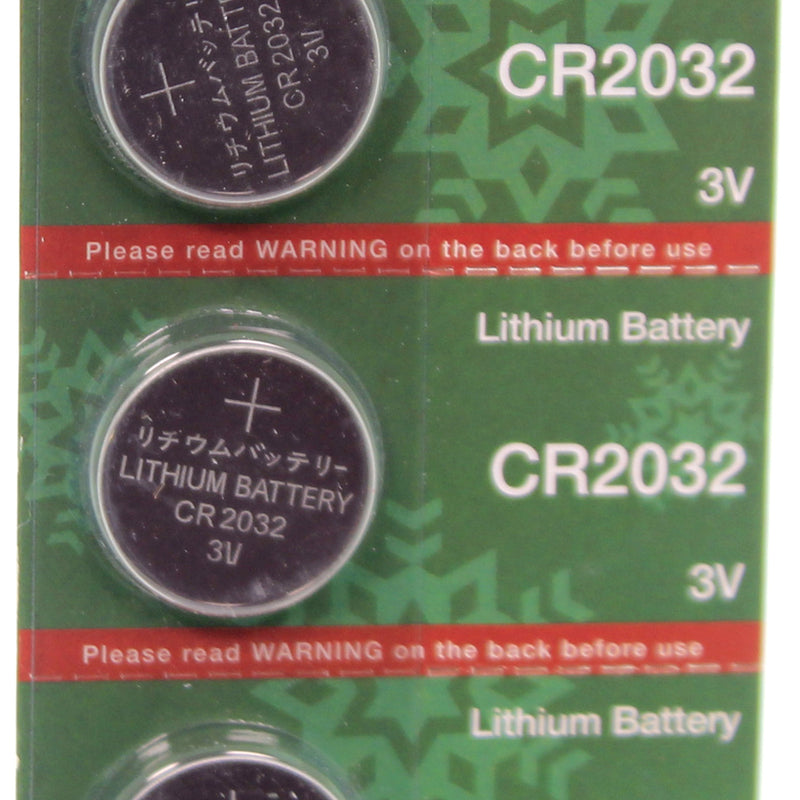 リチウムバッテリ
LITHIUM BATT
CR 2032
3V
CR2032
3V
Please read WARNING on the back before use
Lithium Battery
+
リチウムバッテリー
LITHIUM BATTERY
CR 2032
3V
CR2032
3V
Please read WARNING on the back before use
Lithium Battery